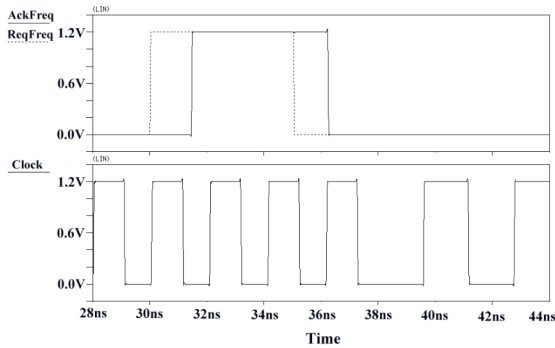 AckFreq
(LIN)
ReqFreq
1.2V
0.6V
0.0V
Clock
(LIN)
1.2V
0.6V
0.0V
28ns 30ns 32ns 34ns 36ns 38ns 40ns 42ns 44ns
Time